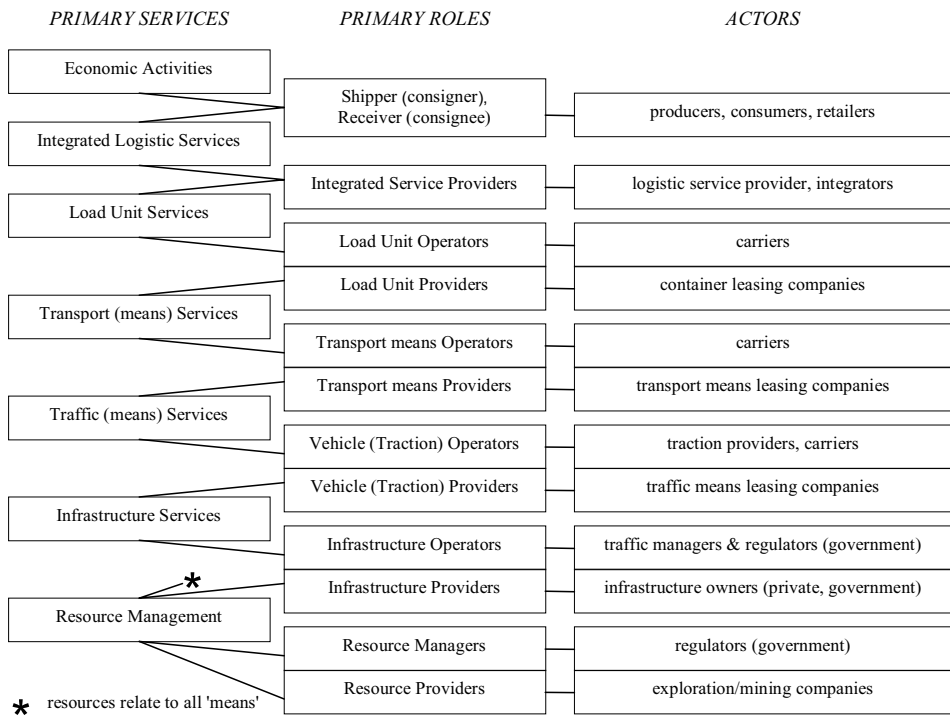 PRIMARY SERVICES
PRIMARY ROLES
ACTORS
Economic Activities
Shipper (consigner),
Receiver (consignee)
producers, consumers, retailers
Integrated Logistic Services
Integrated Service Providers
logistic service provider, integrators
Load Unit Services
Load Unit Operators
carriers
Load Unit Providers
container leasing companies
Transport (means) Services
Transport means Operators
carriers
Transport means Providers
transport means leasing companies
Traffic (means) Services
Vehicle (Traction) Operators
traction providers, carriers
Vehicle (Traction) Providers
traffic means leasing companies
Infrastructure Services
Infrastructure Operators
traffic managers & regulators (government)
*
Infrastructure Providers
infrastructure owners (private, government)
Resource Management
Resource Managers
regulators (government)
Resource Providers
exploration/mining companies
* resources relate to all 'means'